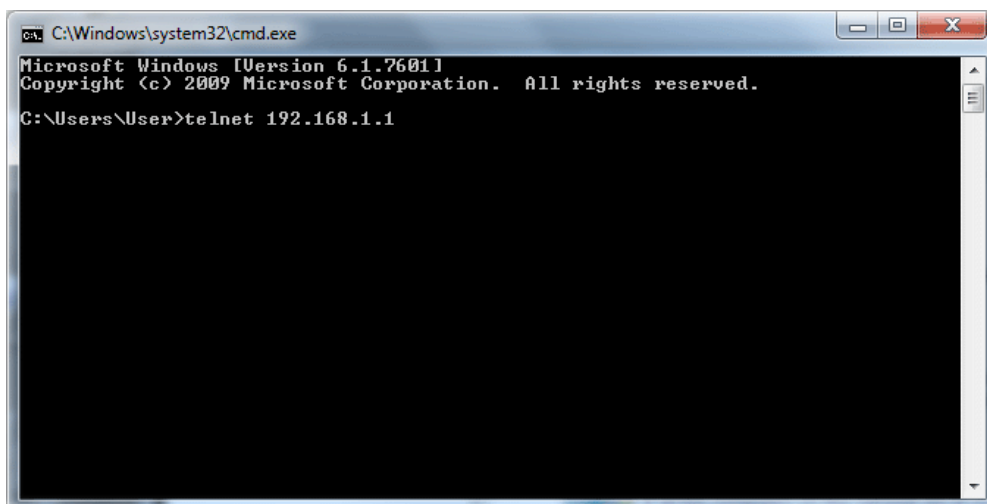 C:\Windows\system32\cmd.exe
Microsoft Windows [Version 6.1.7601]
Copyright (c) 2009 Microsoft Corporation.  All rights reserved.
C:\Users\User>telnet 192.168.1.1